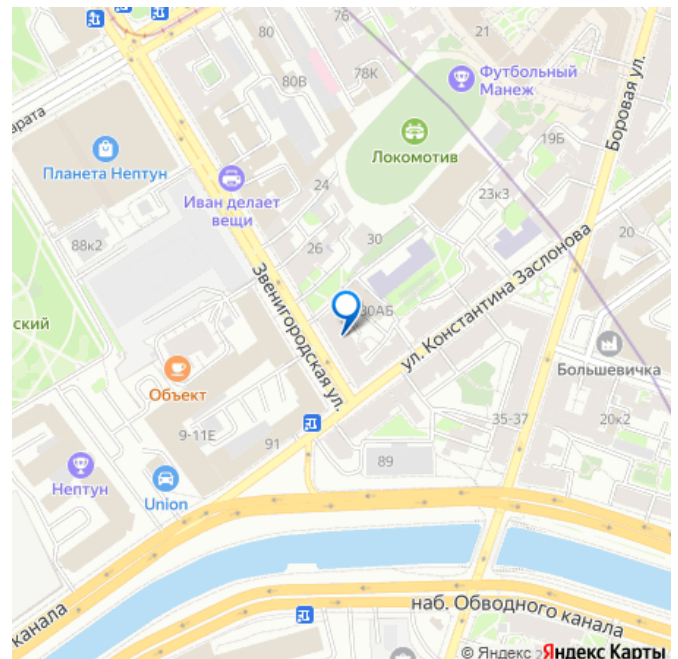 76
80
21
80В
78К
Футбольный
Манеж
Боровая ул.
арата
19Б
Локомотив
Планета Нептун
Иван делает
вещи
24
23к3
88к2
26
30
20
ул. Константина Заслонова
Звенигородская ул.
ский
30АБ
Большевичка
Объект
9-11Е
91
35-37
20к2
89
Нептун
Union
канала
наб. Обводного канала
© Яндекс Яндекс Карты